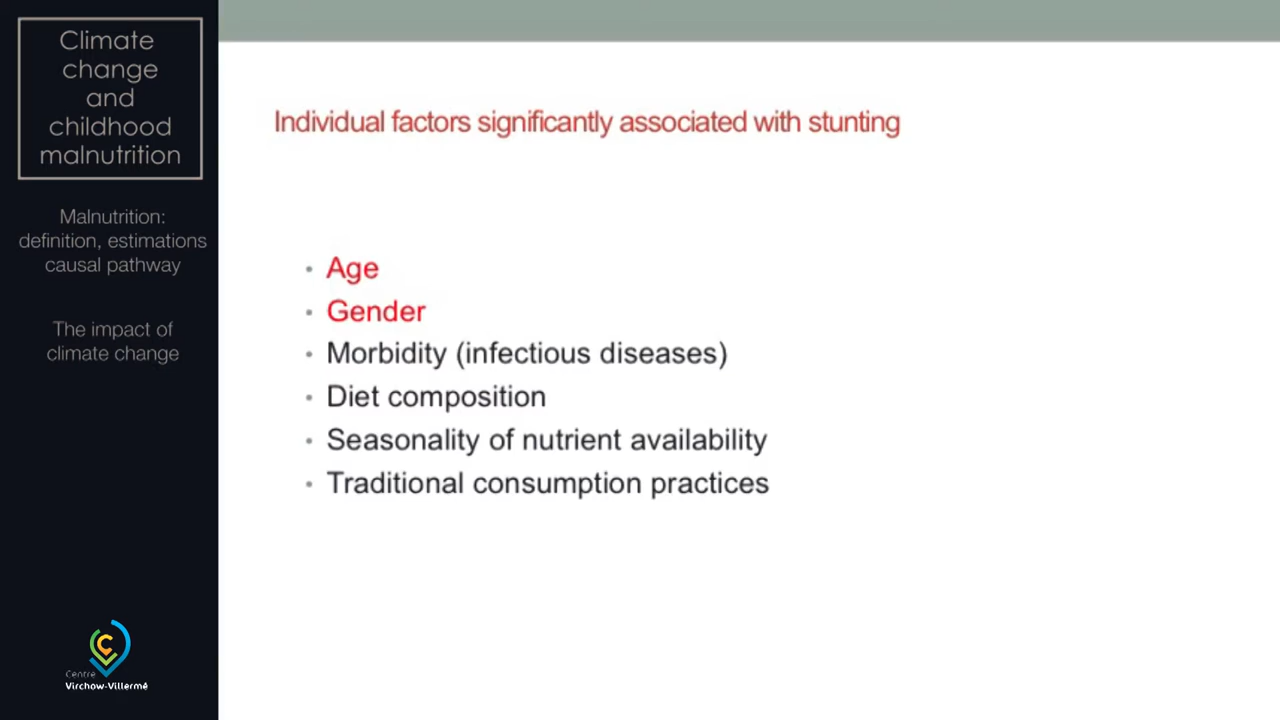 Climate
change
and
childhood
malnutrition
Malnutrition:
definition, estimations
causal pathway
The impact of
climate change
Centre
Virchow-Villermé
Individual factors significantly associated with stunting
• Age
• Gender
• Morbidity (infectious diseases)
• Diet composition
• Seasonality of nutrient availability
• Traditional consumption practices